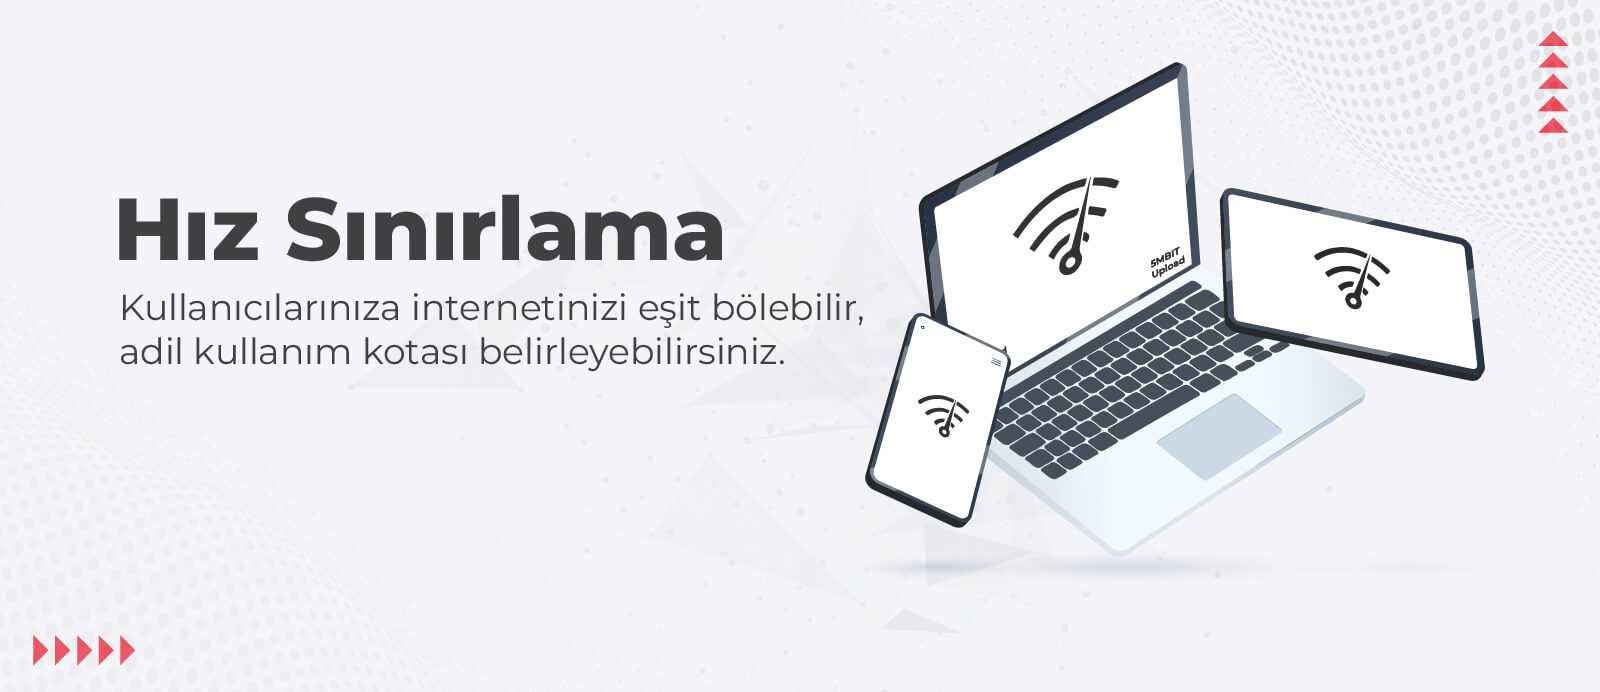 Hız Sınırlama
Kullanıcılarınıza internetinizi eşit bölebilir,
adil kullanım kotası belirleyebilirsiniz.
5MBIT
Upload